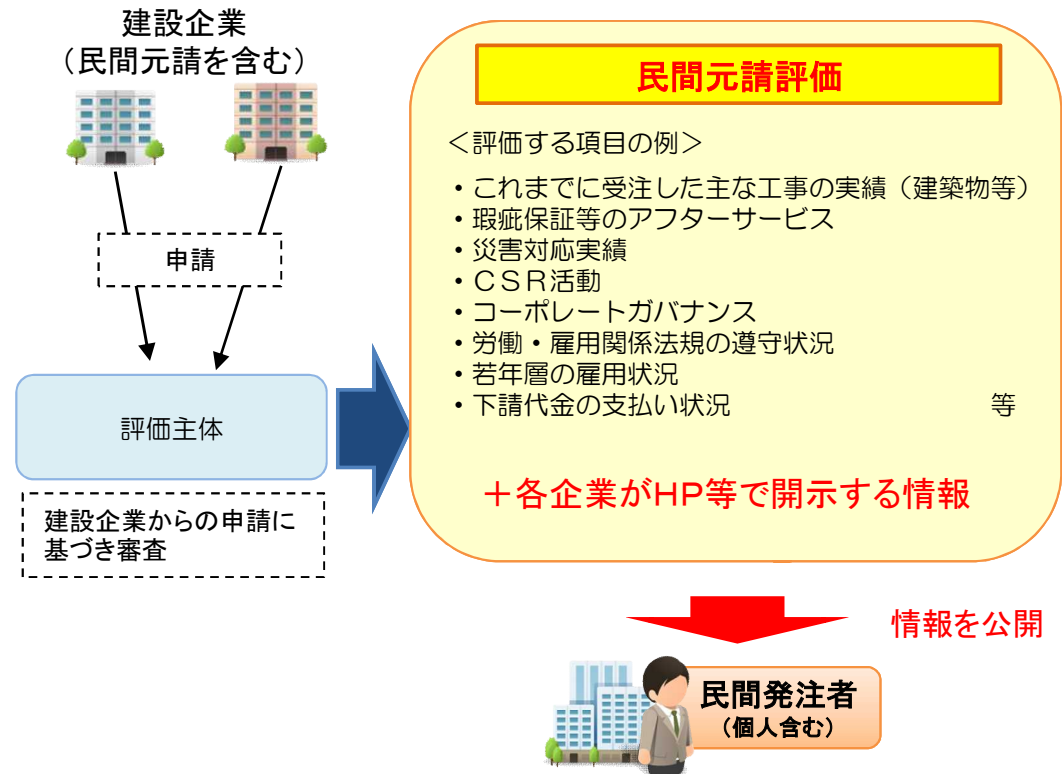 建設企業
（民間元請を含む）
申請
評価主体
建設企業からの申請に
基づき審査
民間元請評価
＜評価する項目の例＞
・これまでに受注した主な工事の実績（建築物等）
・瑕疵保証等のアフターサービス
・災害対応実績
・ＣＳＲ活動
・コーポレートガバナンス
・労働・雇用関係法規の遵守状況
・若年層の雇用状況
・下請代金の支払い状況　等
＋各企業がHP等で開示する情報
情報を公開
民間発注者
（個人含む）